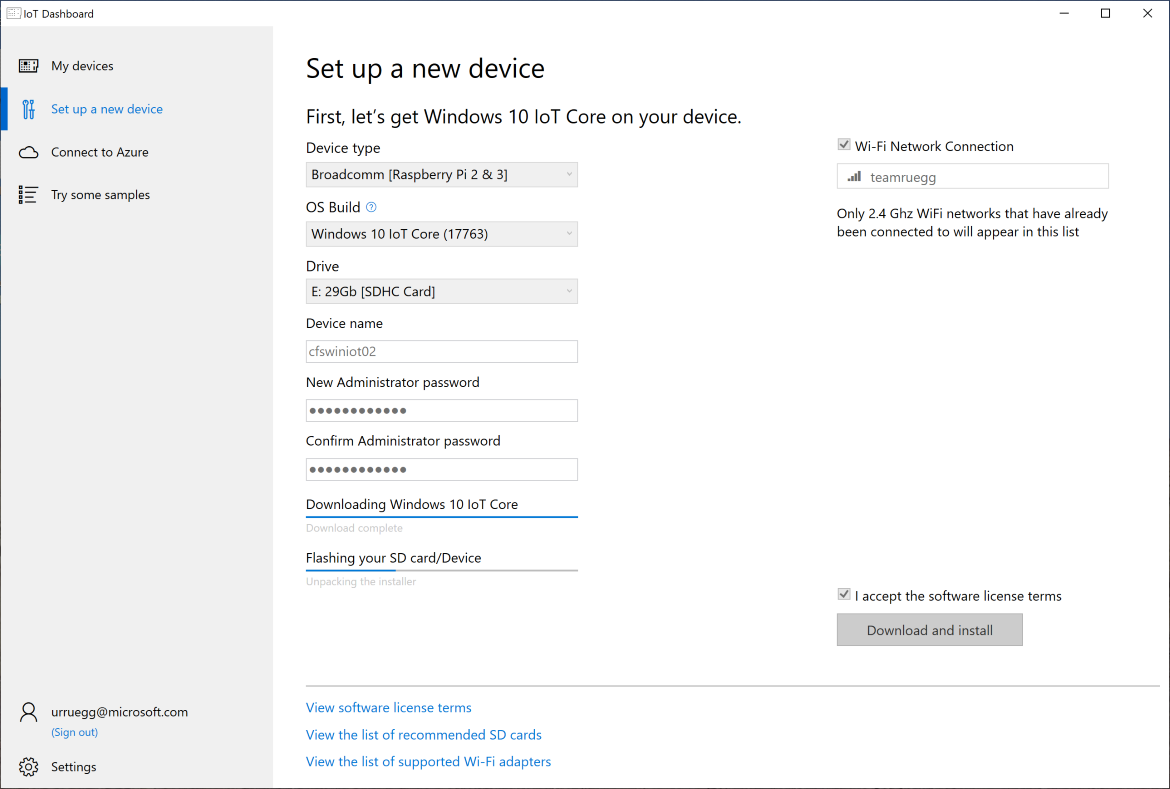 IoT Dashboard
My devices
Set up a new device
Connect to Azure
Try some samples
urruegg@microsoft.com
(Sign out)
Settings
Set up a new device
First, let's get Windows 10 IoT Core on your device.
Device type
Broadcomm [Raspberry Pi 2 & 3]
OS Build
Windows 10 IoT Core (17763)
Drive
E: 29Gb [SDHC Card]
Device name
cfswiniot02
New Administrator password
●●●●●●●●●●●●
Confirm Administrator password
●●●●●●●●●●●●
Downloading Windows 10 IoT Core
Download complete
Flashing your SD card/Device
Unpacking the installer
Wi-Fi Network Connection
teamruegg
Only 2.4 Ghz WiFi networks that have already
been connected to will appear in this list
I accept the software license terms
Download and install
View software license terms
View the list of recommended SD cards
View the list of supported Wi-Fi adapters